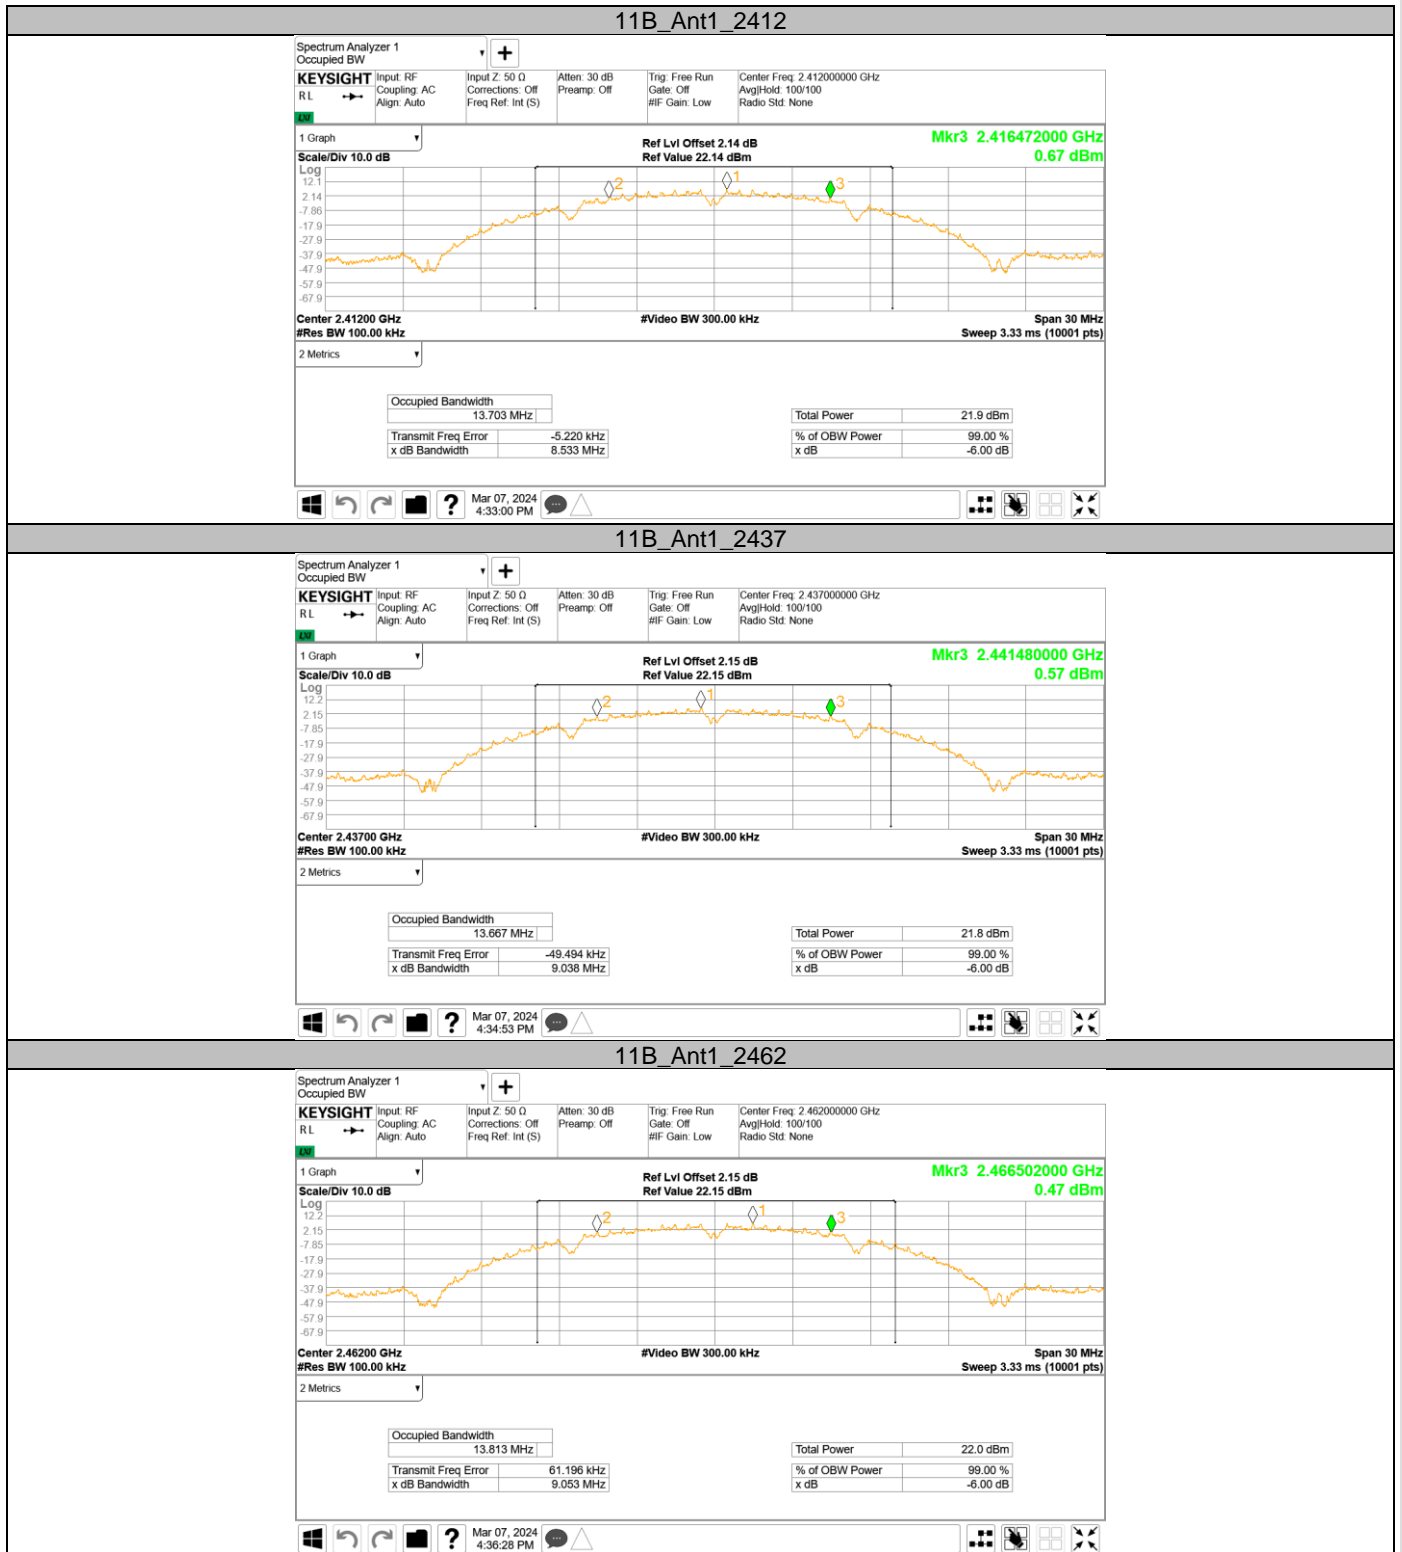 11B_Ant1_2412
Spectrum Analyzer 1
Occupied BW
KEYSIGHT
RL
LXI
Input: RF
Coupling: AC
Align: Auto
Input Z: 50 Ω
Corrections: Off
Freq Ref: Int (S)
Atten: 30 dB
Preamp: Off
Trig: Free Run
Gate: Off
#IF Gain: Low
Center Freq: 2.412000000 GHz
Avg|Hold: 100/100
Radio Std: None
1 Graph
Scale/Div 10.0 dB
Ref Lvl Offset 2.14 dB
Ref Value 22.14 dBm
Mkr3 2.416472000 GHz
0.67 dBm
Log
12.1
2.14
-7.86
-17.9
-27.9
-37.9
-47.9
-57.9
-67.9
2
1
3
Center 2.41200 GHz
#Video BW 300.00 kHz
Span 30 MHz
#Res BW 100.00 kHz
Sweep 3.33 ms (10001 pts)
2 Metrics
Occupied Bandwidth
13.703 MHz
Total Power 21.9 dBm
Transmit Freq Error -5.220 kHz
% of OBW Power 99.00 %
x dB Bandwidth 8.533 MHz
x dB -6.00 dB
?
Mar 07, 2024
4:33:00 PM
11B_Ant1_2437
Spectrum Analyzer 1
Occupied BW
KEYSIGHT
RL
LXI
Input: RF
Coupling: AC
Align: Auto
Input Z: 50 Ω
Corrections: Off
Freq Ref: Int (S)
Atten: 30 dB
Preamp: Off
Trig: Free Run
Gate: Off
#IF Gain: Low
Center Freq: 2.437000000 GHz
Avg|Hold: 100/100
Radio Std: None
1 Graph
Scale/Div 10.0 dB
Ref Lvl Offset 2.15 dB
Ref Value 22.15 dBm
Mkr3 2.441480000 GHz
0.57 dBm
Log
12.2
2.15
-7.85
-17.9
-27.9
-37.9
-47.9
-57.9
-67.9
2
1
3
Center 2.43700 GHz
#Video BW 300.00 kHz
Span 30 MHz
#Res BW 100.00 kHz
Sweep 3.33 ms (10001 pts)
2 Metrics
Occupied Bandwidth
13.667 MHz
Total Power 21.8 dBm
Transmit Freq Error -49.494 kHz
% of OBW Power 99.00 %
x dB Bandwidth 9.038 MHz
x dB -6.00 dB
?
Mar 07, 2024
4:34:53 PM
11B_Ant1_2462
Spectrum Analyzer 1
Occupied BW
KEYSIGHT
RL
LXI
Input: RF
Coupling: AC
Align: Auto
Input Z: 50 Ω
Corrections: Off
Freq Ref: Int (S)
Atten: 30 dB
Preamp: Off
Trig: Free Run
Gate: Off
#IF Gain: Low
Center Freq: 2.462000000 GHz
Avg|Hold: 100/100
Radio Std: None
1 Graph
Scale/Div 10.0 dB
Ref Lvl Offset 2.15 dB
Ref Value 22.15 dBm
Mkr3 2.466502000 GHz
0.47 dBm
Log
12.2
2.15
-7.85
-17.9
-27.9
-37.9
-47.9
-57.9
-67.9
2
1
3
Center 2.46200 GHz
#Video BW 300.00 kHz
Span 30 MHz
#Res BW 100.00 kHz
Sweep 3.33 ms (10001 pts)
2 Metrics
Occupied Bandwidth
13.813 MHz
Total Power 22.0 dBm
Transmit Freq Error 61.196 kHz
% of OBW Power 99.00 %
x dB Bandwidth 9.053 MHz
x dB -6.00 dB
?
Mar 07, 2024
4:36:28 PM